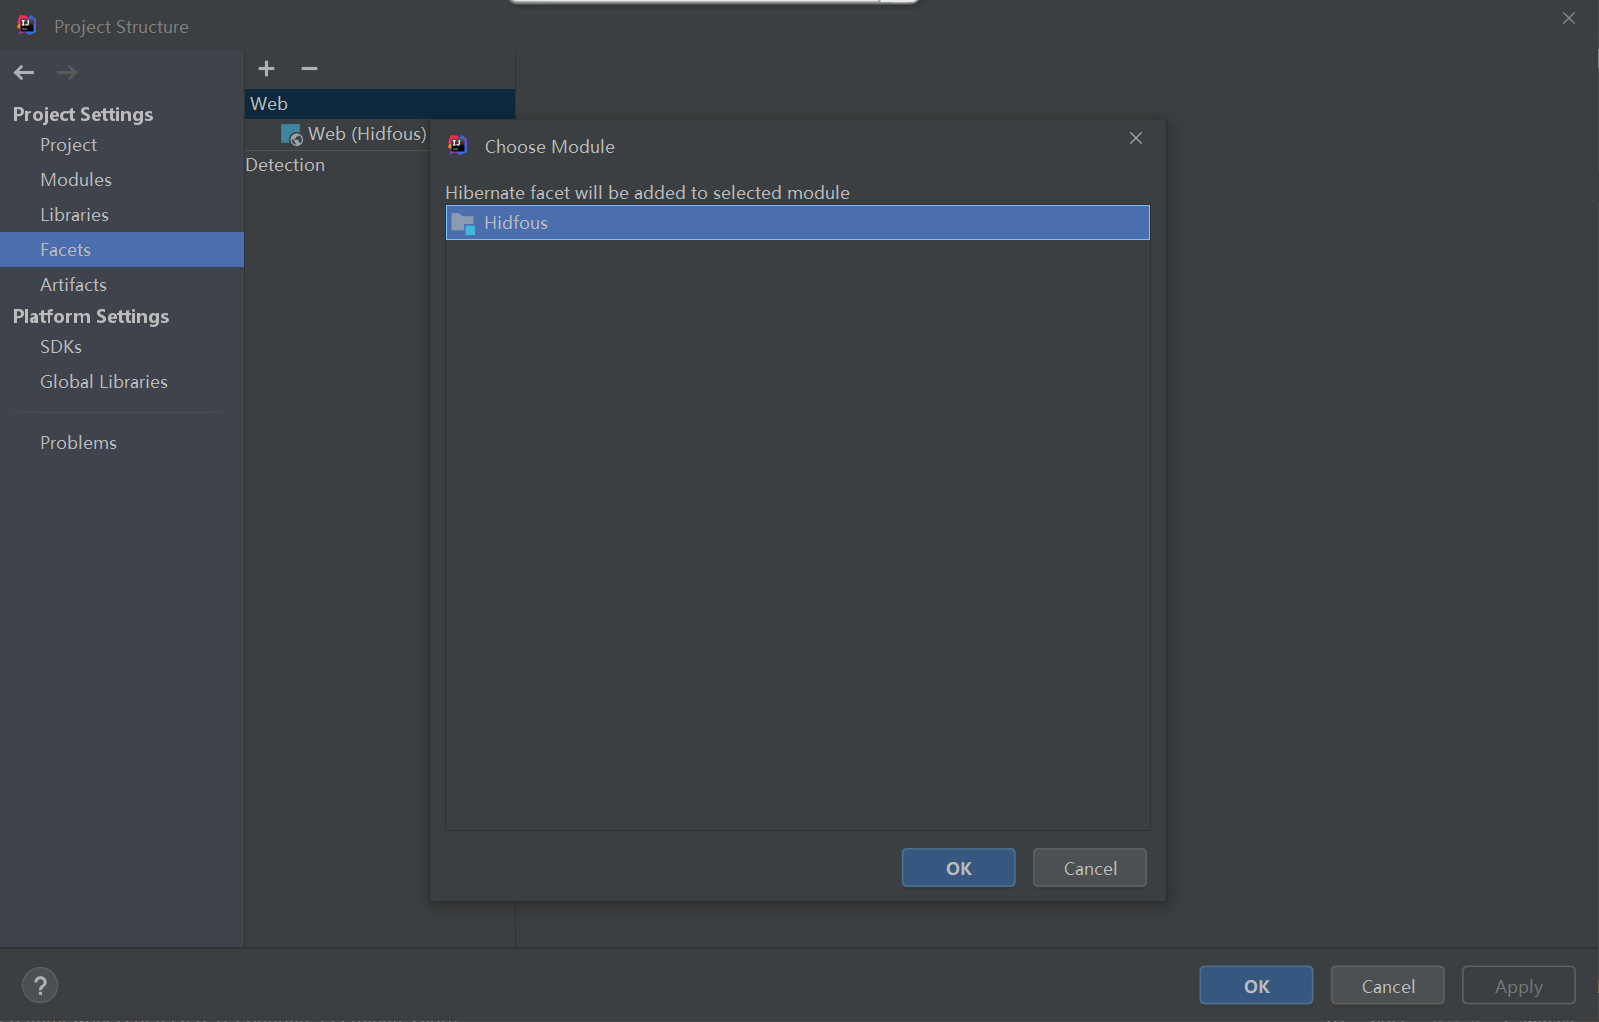 Project Structure
Project Settings
Project
Modules
Libraries
Facets
Artifacts
Platform Settings
SDKs
Global Libraries
Problems
Web
Web (Hidfous)
Detection
Choose Module
Hibernate facet will be added to selected module
Hidfous
OK
Cancel
?
OK
Cancel
Apply